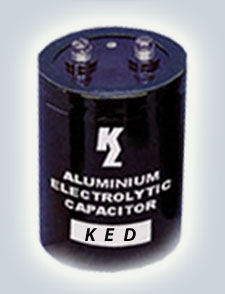 KL
ALUMINIUM
ELECTROLYTIC
CAPACITOR
KED